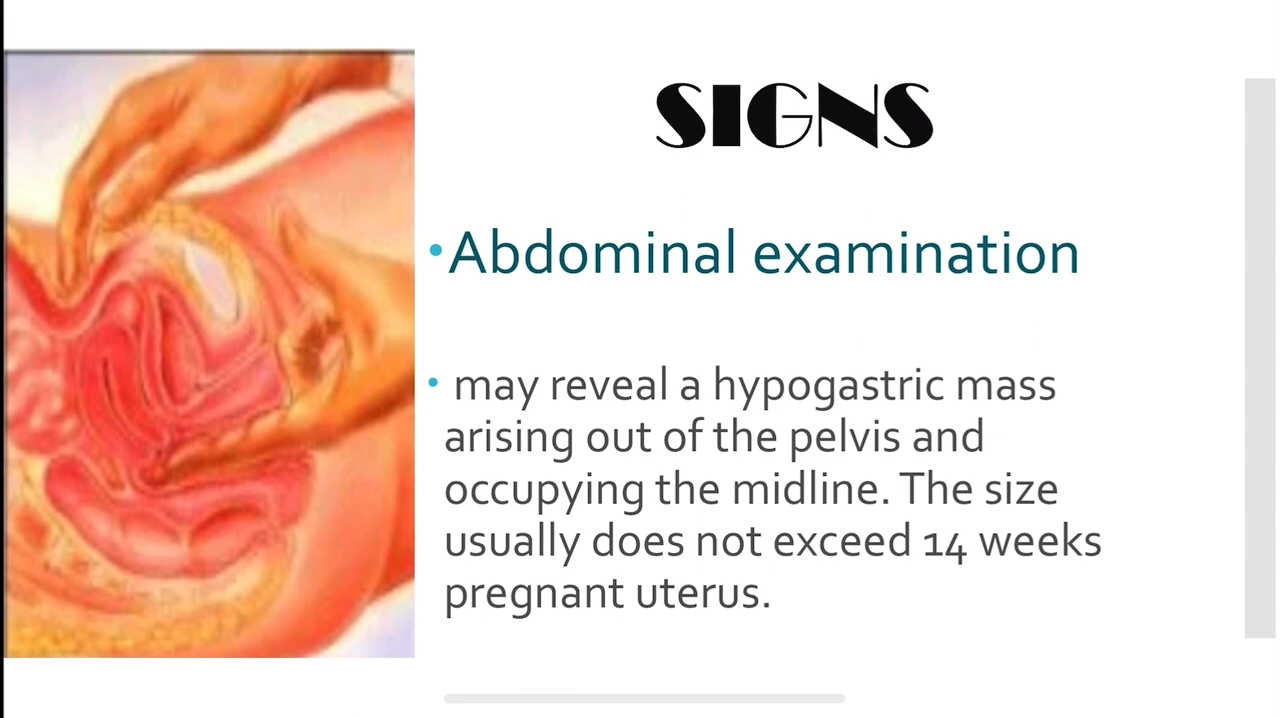 SIGNS
•Abdominal examination
• may reveal a hypogastric mass
arising out of the pelvis and
occupying the midline. The size
usually does not exceed 14 weeks
pregnant uterus.